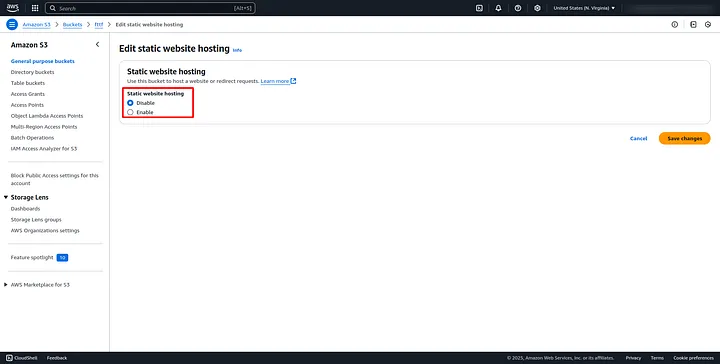 aws
Search
[Alt+S]
United States (N. Virginia)
Amazon S3
Buckets
Edit static website hosting
Amazon S3
General purpose buckets
Directory buckets
Table buckets
Access Grants
Access Points
Object Lambda Access Points
Multi-Region Access Points
Batch Operations
IAM Access Analyzer for S3
Block Public Access settings for this
account
Storage Lens
Dashboards
Storage Lens groups
AWS Organizations settings
Feature spotlight 10
AWS Marketplace for S3
Edit static website hosting Info
Static website hosting
Use this bucket to host a website or redirect requests. Learn more
Static website hosting
Disable
Enable
Cancel
Save changes
CloudShell
Feedback
© 2025, Amazon Web Services, Inc. or its affiliates.
Privacy
Terms
Cookie preferences